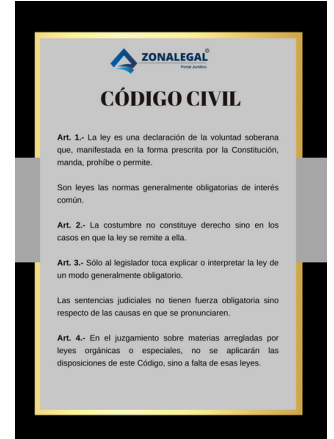 ZONALEGAL®
Portal Jurídico
CÓDIGO CIVIL
Art. 1.- La ley es una declaración de la voluntad soberana
que, manifestada en la forma prescrita por la Constitución,
manda, prohíbe o permite.
Son leyes las normas generalmente obligatorias de interés
común.
Art. 2.- La costumbre no constituye derecho sino en los
casos en que la ley se remite a ella.
Art. 3.- Sólo al legislador toca explicar o interpretar la ley de
un modo generalmente obligatorio.
Las sentencias judiciales no tienen fuerza obligatoria sino
respecto de las causas en que se pronunciaren.
Art. 4.- En el juzgamiento sobre materias arregladas por
leyes orgánicas o especiales, no se aplicarán las
disposiciones de este Código, sino a falta de esas leyes.